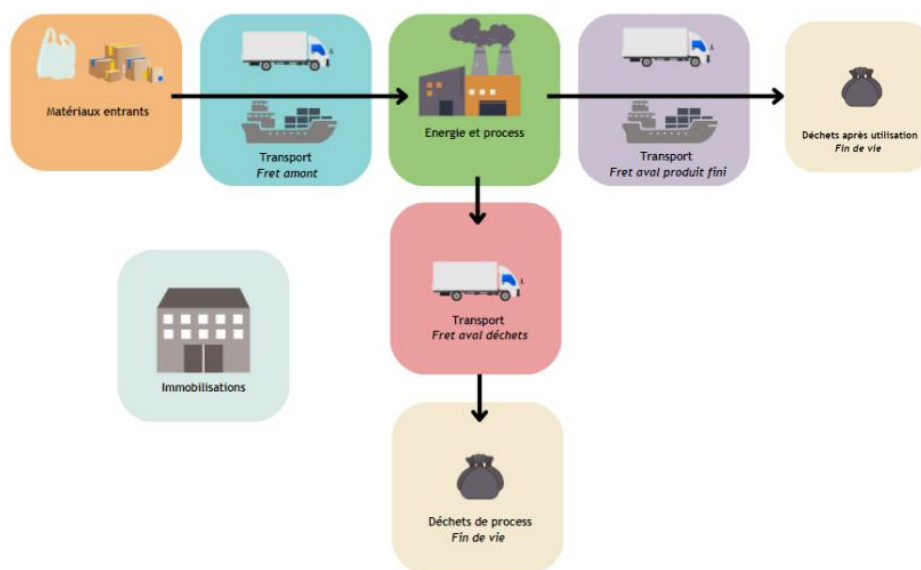 Matériaux entrants
Transport
Fret amont
Energie et process
Transport
Fret aval produit fini
Déchets après utilisation
Fin de vie
Transport
Fret aval déchets
Immobilisations
Déchets de process
Fin de vie